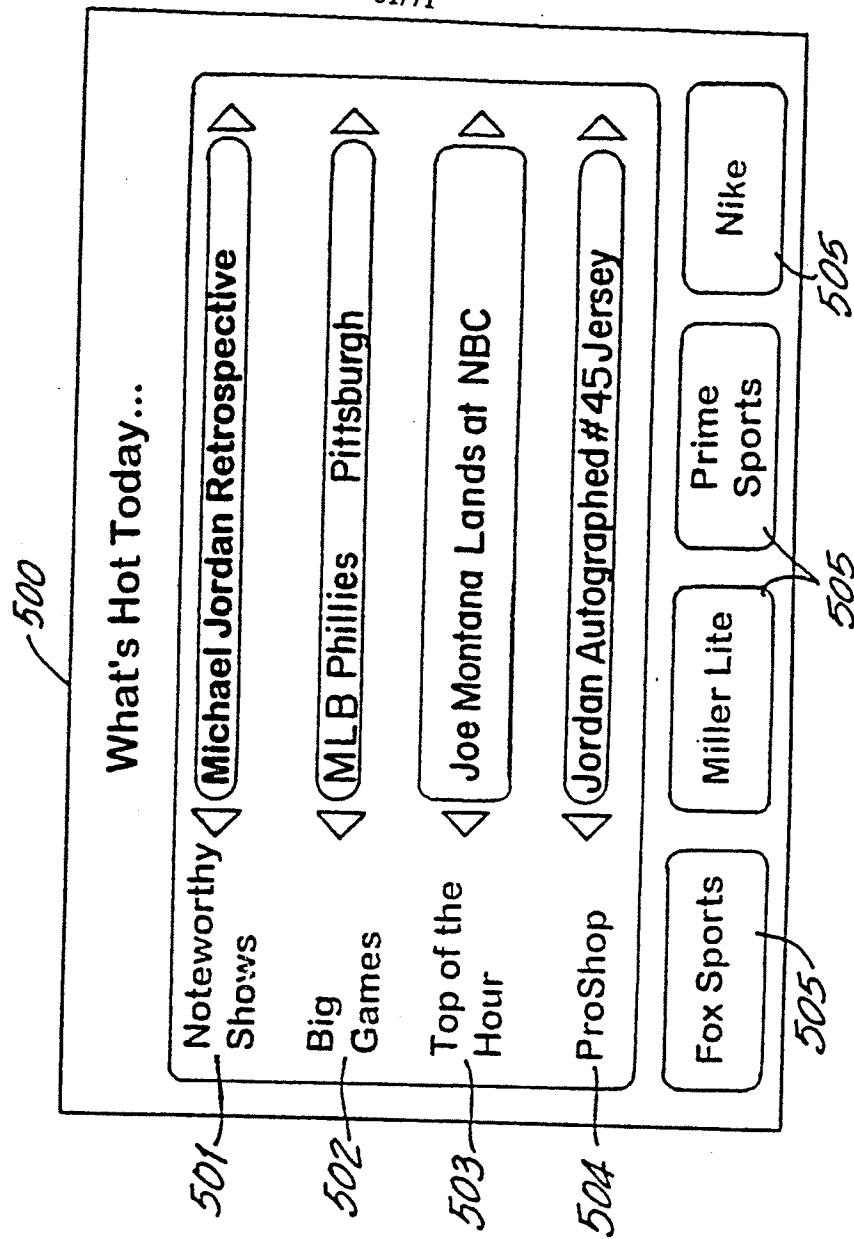 500
What's Hot Today...
501
Noteworthy
Shows
Michael Jordan Retrospective
502
Big
Games
MLB Phillies Pittsburgh
503
Top of the
Hour
Joe Montana Lands at NBC
504
ProShop
Jordan Autographed #45 Jersey
Fox Sports
Miller Lite
Prime
Sports
Nike
505
505
505